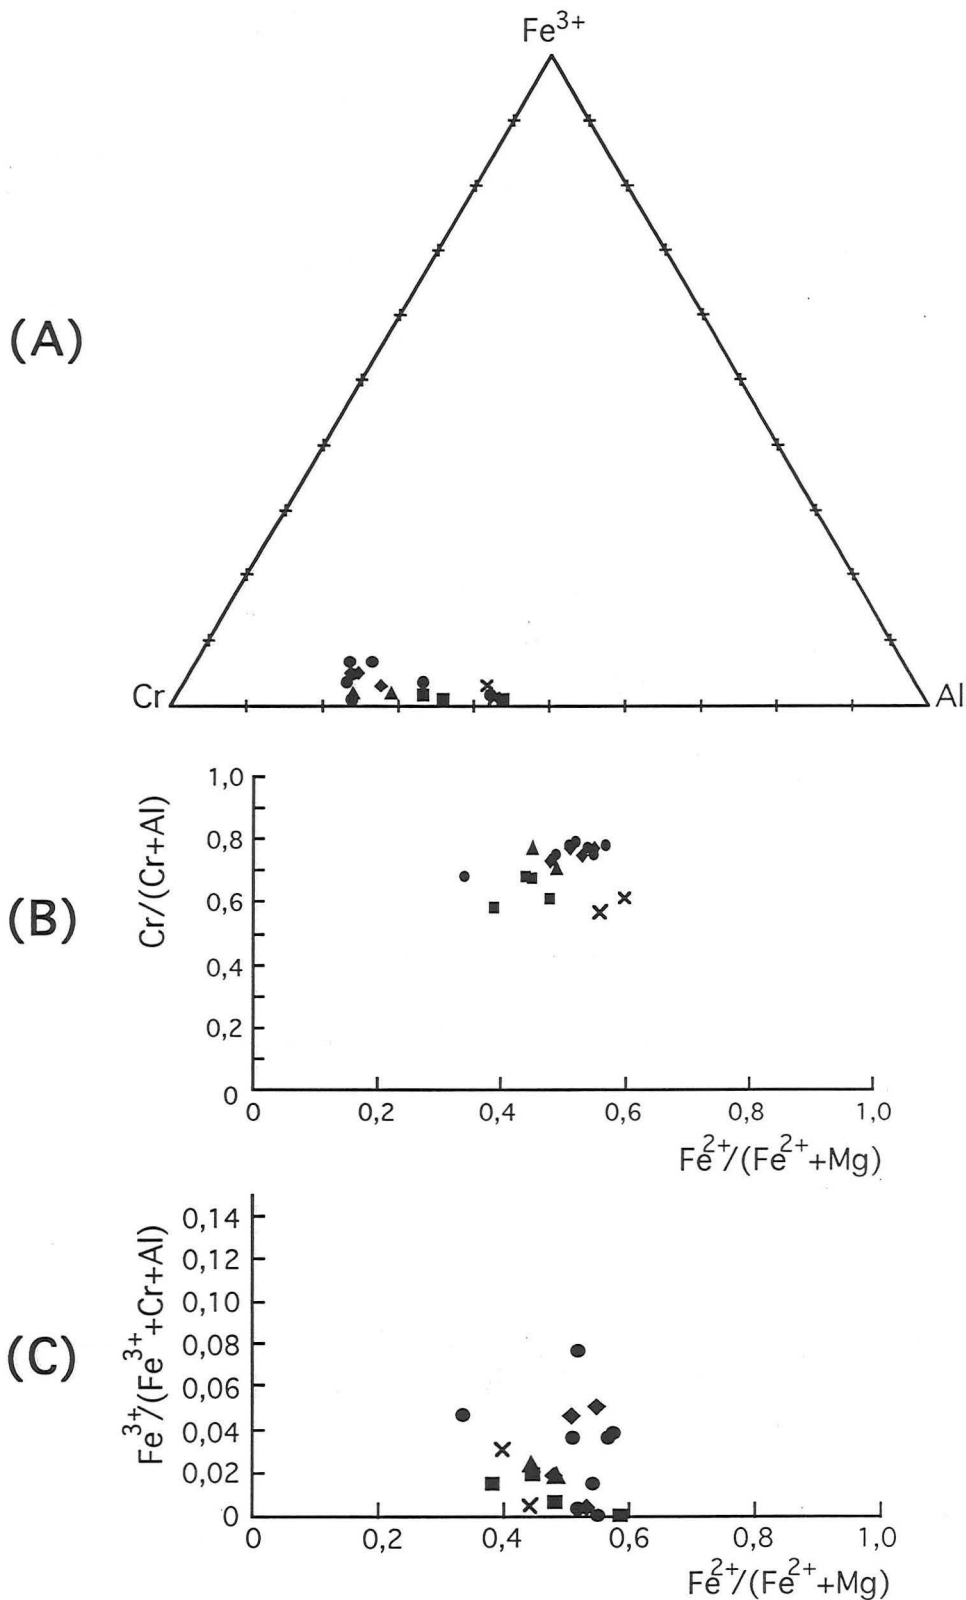 Fe³⁺
(A)
Cr
Al
(B)
Cr/(Cr+Al)
1,0
0,8
0,6
0,4
0,2
0
0 0,2 0,4 0,6 0,8 1,0
Fe²⁺/(Fe²⁺+Mg)
(C)
Fe³⁺/(Fe³⁺+Cr+Al)
0,14
0,12
0,10
0,08
0,06
0,04
0,02
0
0 0,2 0,4 0,6 0,8 1,0
Fe²⁺/(Fe²⁺+Mg)